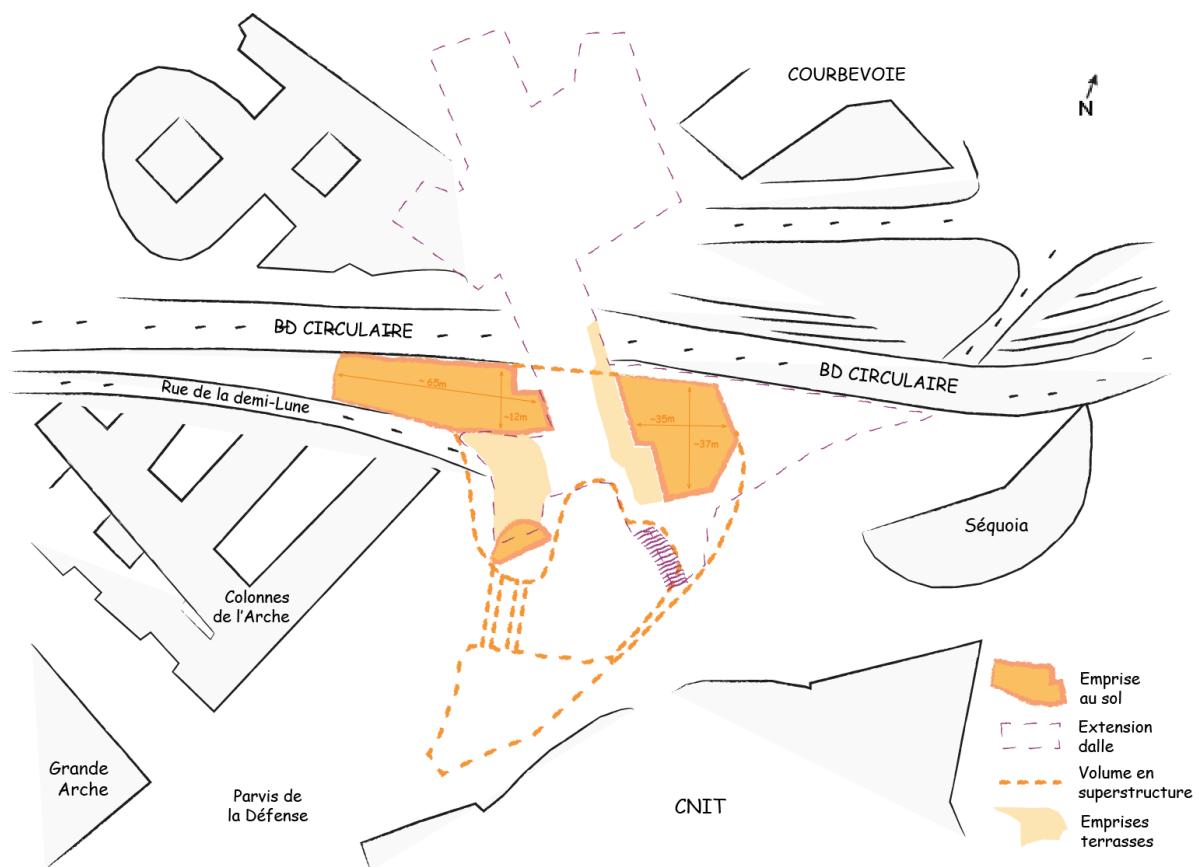 COURBEVOIE
N
BD CIRCULAIRE
~ 65m
Rue de la demi-Lune
~12m
~35m
~37m
BD CIRCULAIRE
Séquoia
Colonnes
de l'Arche
Grande
Arche
Parvis de
la Défense
CNIT
Emprise
au sol
Extension
dalle
Volume en
superstructure
Emprises
terrasses